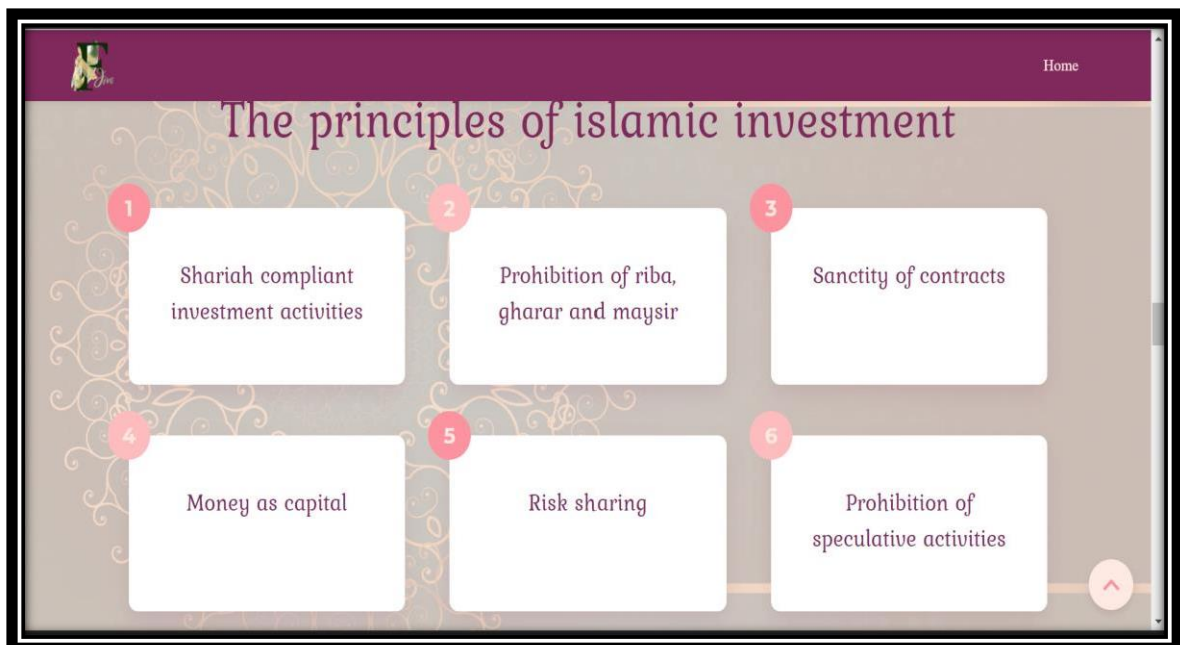 Home
The principles of islamic investment
1
Shariah compliant
investment activities
2
Prohibition of riba,
gharar and maysir
3
Sanctity of contracts
4
Money as capital
5
Risk sharing
6
Prohibition of
speculative activities